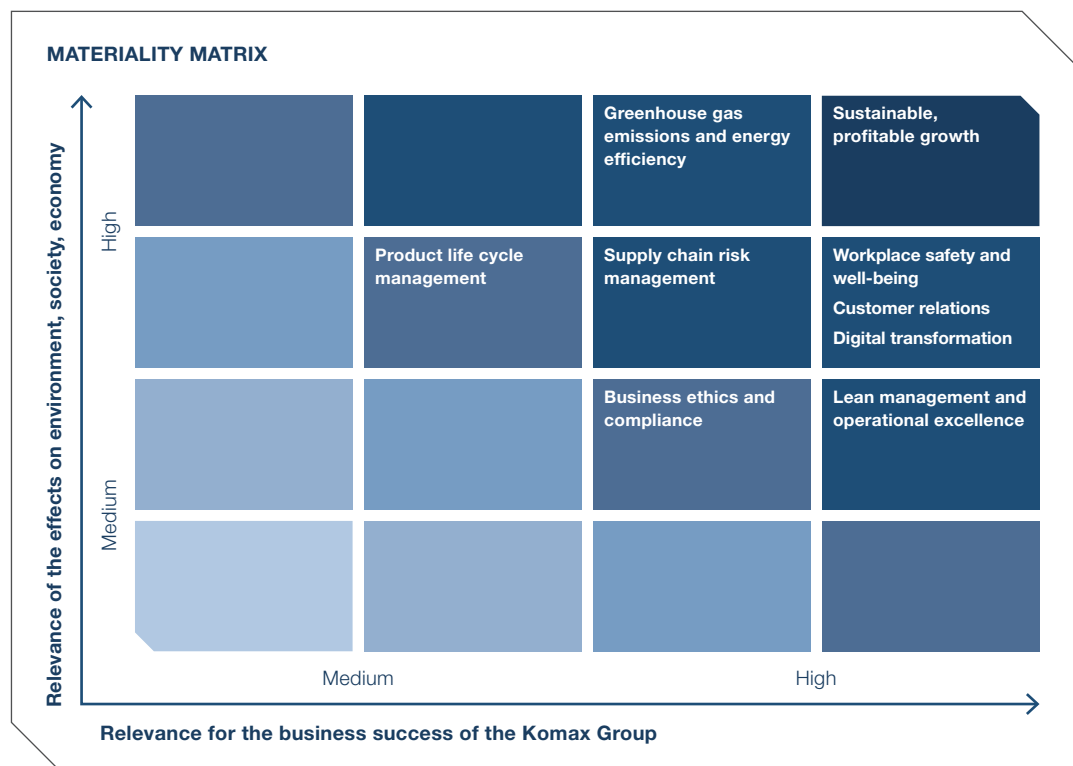 MATERIALITY MATRIX
Relevance of the effects on environment, society, economy
High
Medium
Greenhouse gas
emissions and energy
efficiency
Sustainable,
profitable growth
Product life cycle
management
Supply chain risk
management
Workplace safety and
well-being
Customer relations
Digital transformation
Business ethics and
compliance
Lean management and
operational excellence
Medium
High
Relevance for the business success of the Komax Group